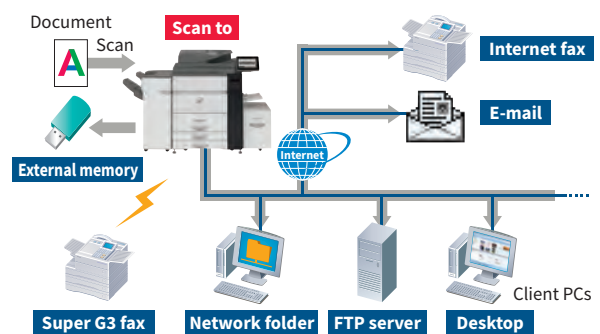 Document
Scan
Scan to
A
Internet fax
E-mail
Internet
External memory
Client PCs
Super G3 fax
Network folder
FTP server
Desktop